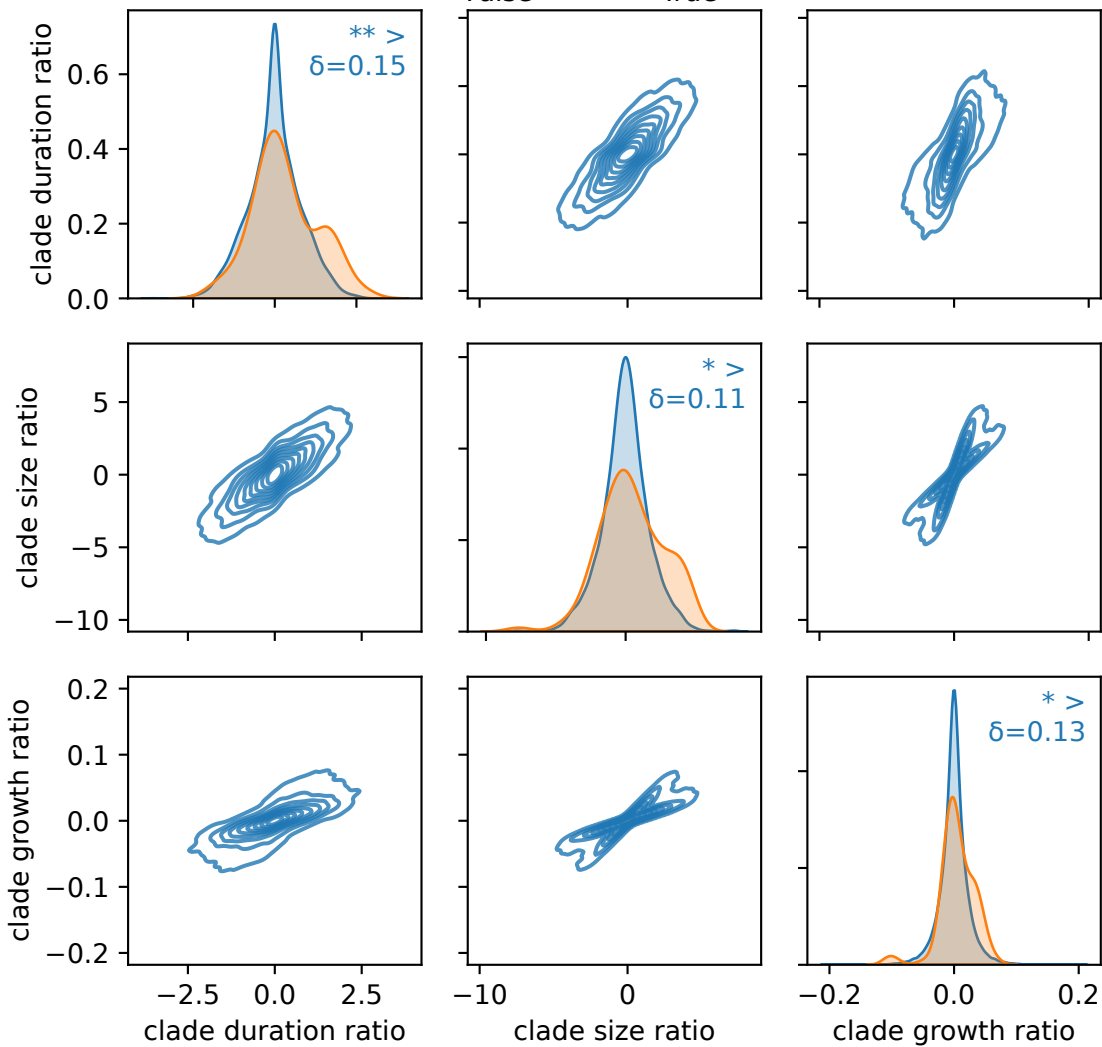 ** >
δ=0.15
clade duration ratio
0.6
0.4
0.2
0.0
* >
δ=0.11
clade size ratio
5
0
−5
−10
* >
δ=0.13
clade growth ratio
0.2
0.1
0.0
−0.1
−0.2
−2.5 0.0 2.5 −10 0 −0.2 0.0 0.2
clade duration ratio clade size ratio clade growth ratio